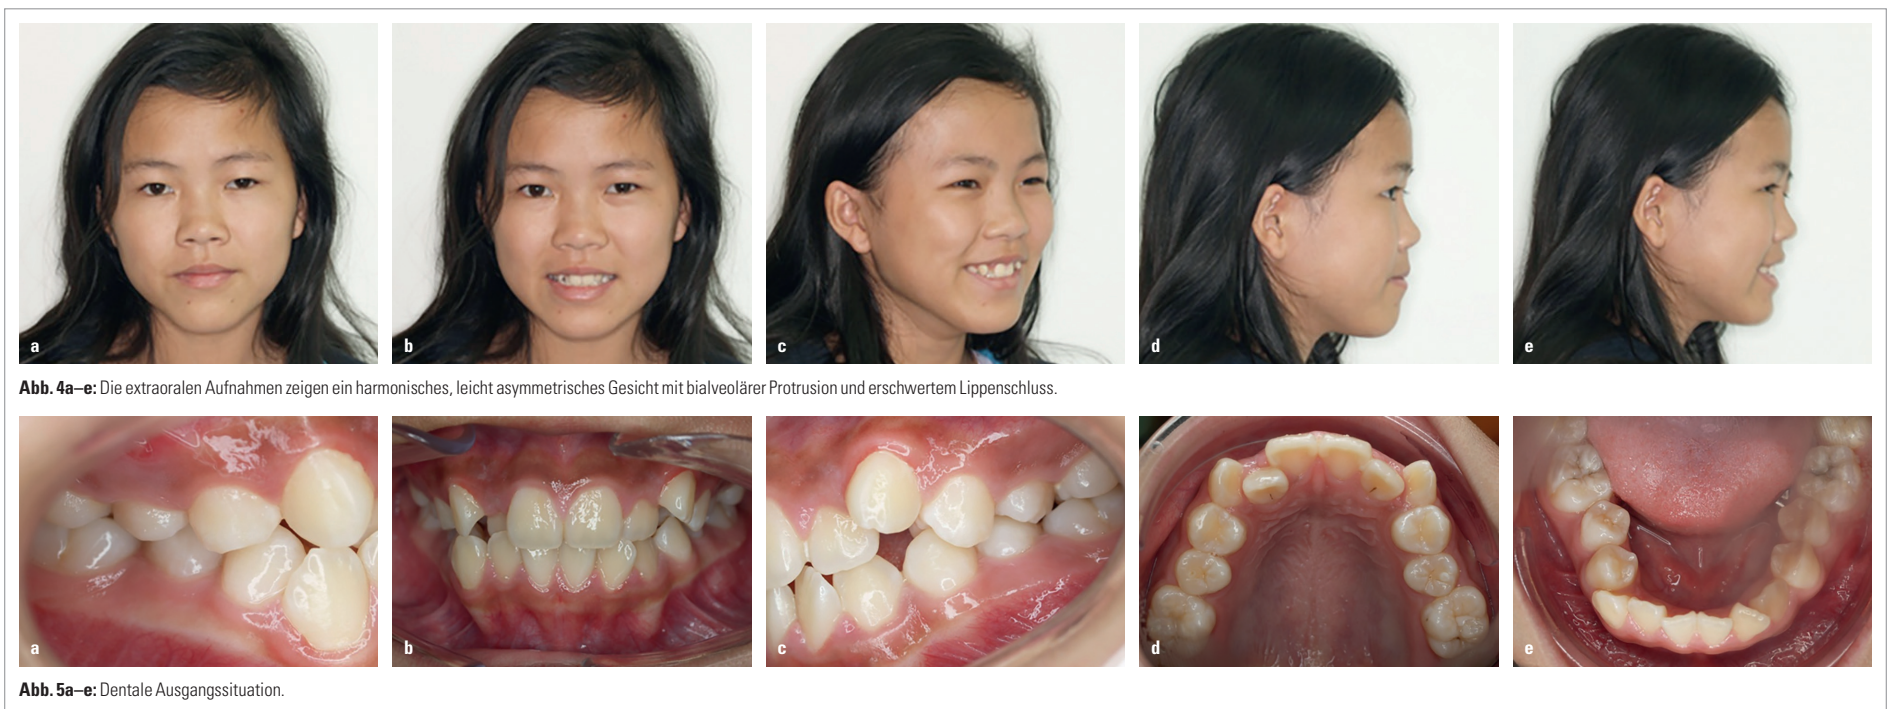 a
b
c
d
e
Abb. 4a–e: Die extraoralen Aufnahmen zeigen ein harmonisches, leicht asymmetrisches Gesicht mit bialveolärer Protrusion und erschwertem Lippenschluss.
a
b
c
d
e
Abb. 5a–e: Dentale Ausgangssituation.